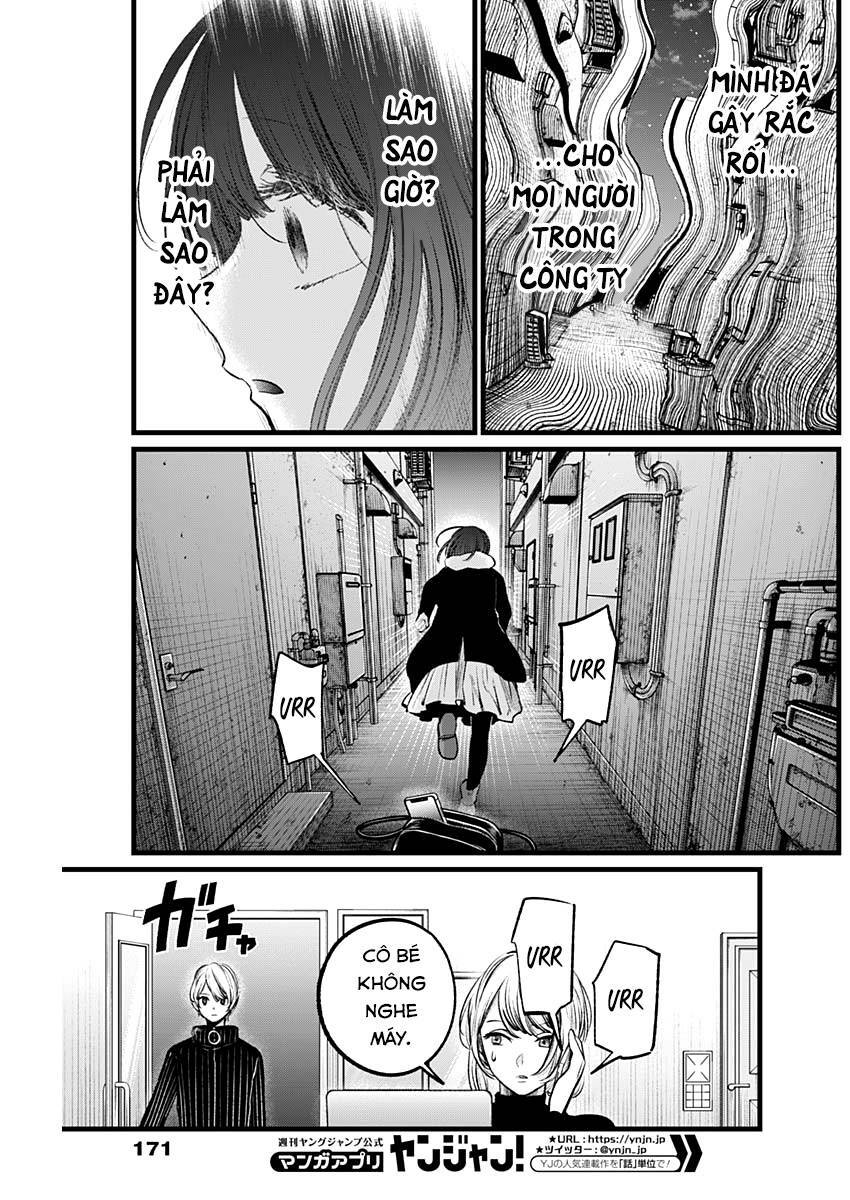 MÌNH ĐÃ
GÂY RẮC
RỐI...
...CHO
MỌI NGƯỜI
TRONG
CÔNG TY
LÀM
SAO
GIỜ?
PHẢI
LÀM
SAO
ĐÂY?
URR
URR
URR
URR
CÔ BÉ
KHÔNG
NGHE
MÁY.
ガチャ
171
週刊ヤングジャンプ公式
マンガアプリ
ヤンジャン!
★URL：https://ynjn.jp
★ツイッター：@ynjn_jp
YJの人気連載作を「話」単位で!